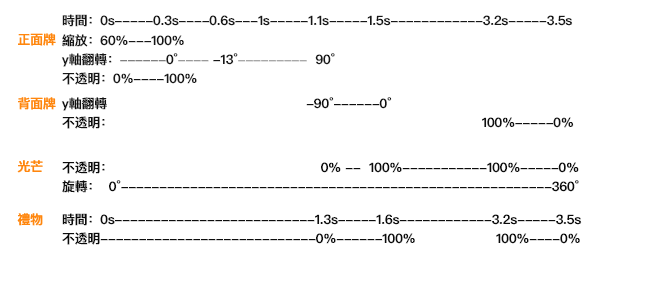 時間：0s-----0.3s----0.6s---1s-----1.1s-----1.5s------------3.2s-----3.5s
正面牌 縮放：60%---100%
y軸翻轉：------0°---- -13°--------- 90°
不透明：0%----100%
背面牌 y軸翻轉 -90°------0°
不透明： 100%-----0%
光芒 不透明： 0% -- 100%-----------100%-----0%
旋轉： 0°--------------------------------------------------------360°
禮物 時間：0s--------------------------1.3s-----1.6s------------3.2s-----3.5s
不透明----------------------------0%------100% 100%----0%